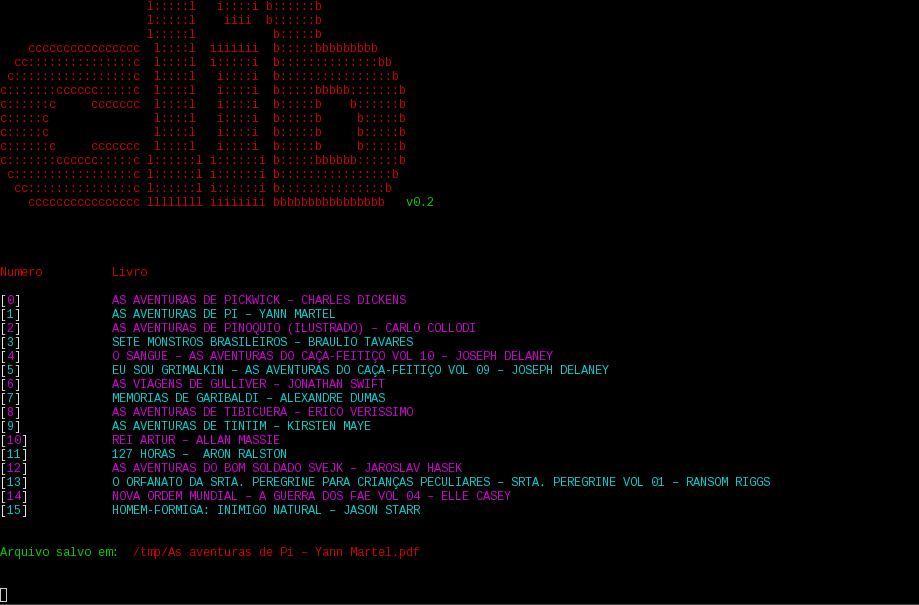 l:::::l   i::::i b::::::b
l:::::l    iiii  b::::::b
l:::::l           b:::::b
cccccccccccccccc  l::::l  iiiiiii  b:::::bbbbbbbbb
cc:::::::::::::::c  l::::l  i:::::i  b::::::::::::::bb
c:::::::::::::::::c  l::::l   i::::i  b::::::::::::::::b
c:::::::cccccc:::::c  l::::l   i::::i  b:::::bbbbb:::::::b
c::::::c     ccccccc  l::::l   i::::i  b:::::b    b::::::b
c:::::c               l::::l   i::::i  b:::::b     b:::::b
c:::::c               l::::l   i::::i  b:::::b     b:::::b
c::::::c     ccccccc  l::::l   i::::i  b:::::b     b:::::b
c:::::::cccccc:::::c l::::::l i::::::i b:::::bbbbbb::::::b
c:::::::::::::::::c l::::::l i::::::i b::::::::::::::::b
cc:::::::::::::::c l::::::l i::::::i b:::::::::::::::b
cccccccccccccccc llllllll iiiiiiii bbbbbbbbbbbbbbbb   v0.2
Numero Livro
[0] AS AVENTURAS DE PICKWICK – CHARLES DICKENS
[1] AS AVENTURAS DE PI – YANN MARTEL
[2] AS AVENTURAS DE PINOQUIO (ILUSTRADO) – CARLO COLLODI
[3] SETE MONSTROS BRASILEIROS – BRAULIO TAVARES
[4] O SANGUE – AS AVENTURAS DO CAÇA-FEITIÇO VOL 10 – JOSEPH DELANEY
[5] EU SOU GRIMALKIN – AS AVENTURAS DO CAÇA-FEITIÇO VOL 09 – JOSEPH DELANEY
[6] AS VIAGENS DE GULLIVER – JONATHAN SWIFT
[7] MEMORIAS DE GARIBALDI – ALEXANDRE DUMAS
[8] AS AVENTURAS DE TIBICUERA – ERICO VERISSIMO
[9] AS AVENTURAS DE TINTIM – KIRSTEN MAYE
[10] REI ARTUR – ALLAN MASSIE
[11] 127 HORAS –  ARON RALSTON
[12] AS AVENTURAS DO BOM SOLDADO SVEJK – JAROSLAV HASEK
[13] O ORFANATO DA SRTA. PEREGRINE PARA CRIANÇAS PECULIARES – SRTA. PEREGRINE VOL 01 – RANSOM RIGGS
[14] NOVA ORDEM MUNDIAL – A GUERRA DOS FAE VOL 04 – ELLE CASEY
[15] HOMEM-FORMIGA: INIMIGO NATURAL – JASON STARR
Arquivo salvo em:  /tmp/As aventuras de Pi – Yann Martel.pdf